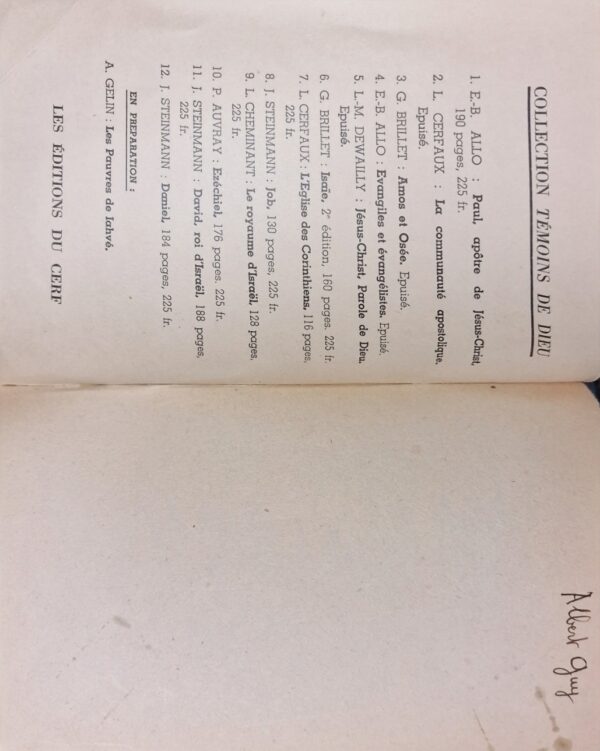 COLLECTION TÉMOINS DE DIEU
1. E.-B. ALLO : Paul, apôtre de Jésus-Christ,
190 pages, 225 fr.
2. L. CERFAUX : La communauté apostolique.
Epuisé.
3. G. BRILLET : Amos et Osée. Epuisé.
4. E.-B. ALLO : Evangiles et évangélistes. Epuisé.
5. L.-M. DEWAILLY : Jésus-Christ, Parole de Dieu.
Epuisé.
6. G. BRILLET : Isaïe, 2e édition, 160 pages. 225 fr.
7. L. CERFAUX : L'Eglise des Corinthiens, 116 pages,
225 fr.
8. J. STEINMANN : Job, 130 pages, 225 fr.
9. L. CHEMINANT : Le royaume d'Israël, 128 pages,
225 fr.
10. P. AUVRAY : Ezéchiel, 176 pages. 225 fr.
11. J. STEINMANN : David, roi d'Israël, 188 pages,
225 fr.
12. J. STEINMANN : Daniel, 184 pages, 225 fr.
EN PREPARATION :
A. GELIN : Les Pauvres de Iahvé.
LES ÉDITIONS DU CERF
Albert Guy